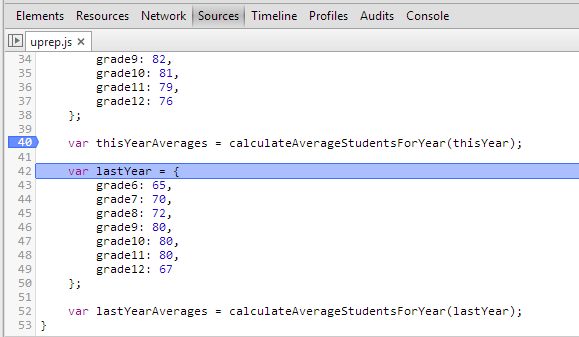 Elements Resources Network Sources Timeline Profiles Audits Console
uprep.js ×
34 grade9: 82,
35 grade10: 81,
36 grade11: 79,
37 grade12: 76
38 };
39
40 var thisYearAverages = calculateAverageStudentsForYear(thisYear);
41
42 var lastYear = {
43 grade6: 65,
44 grade7: 70,
45 grade8: 72,
46 grade9: 80,
47 grade10: 80,
48 grade11: 80,
49 grade12: 67
50 };
51
52 var lastYearAverages = calculateAverageStudentsForYear(lastYear);
53 }